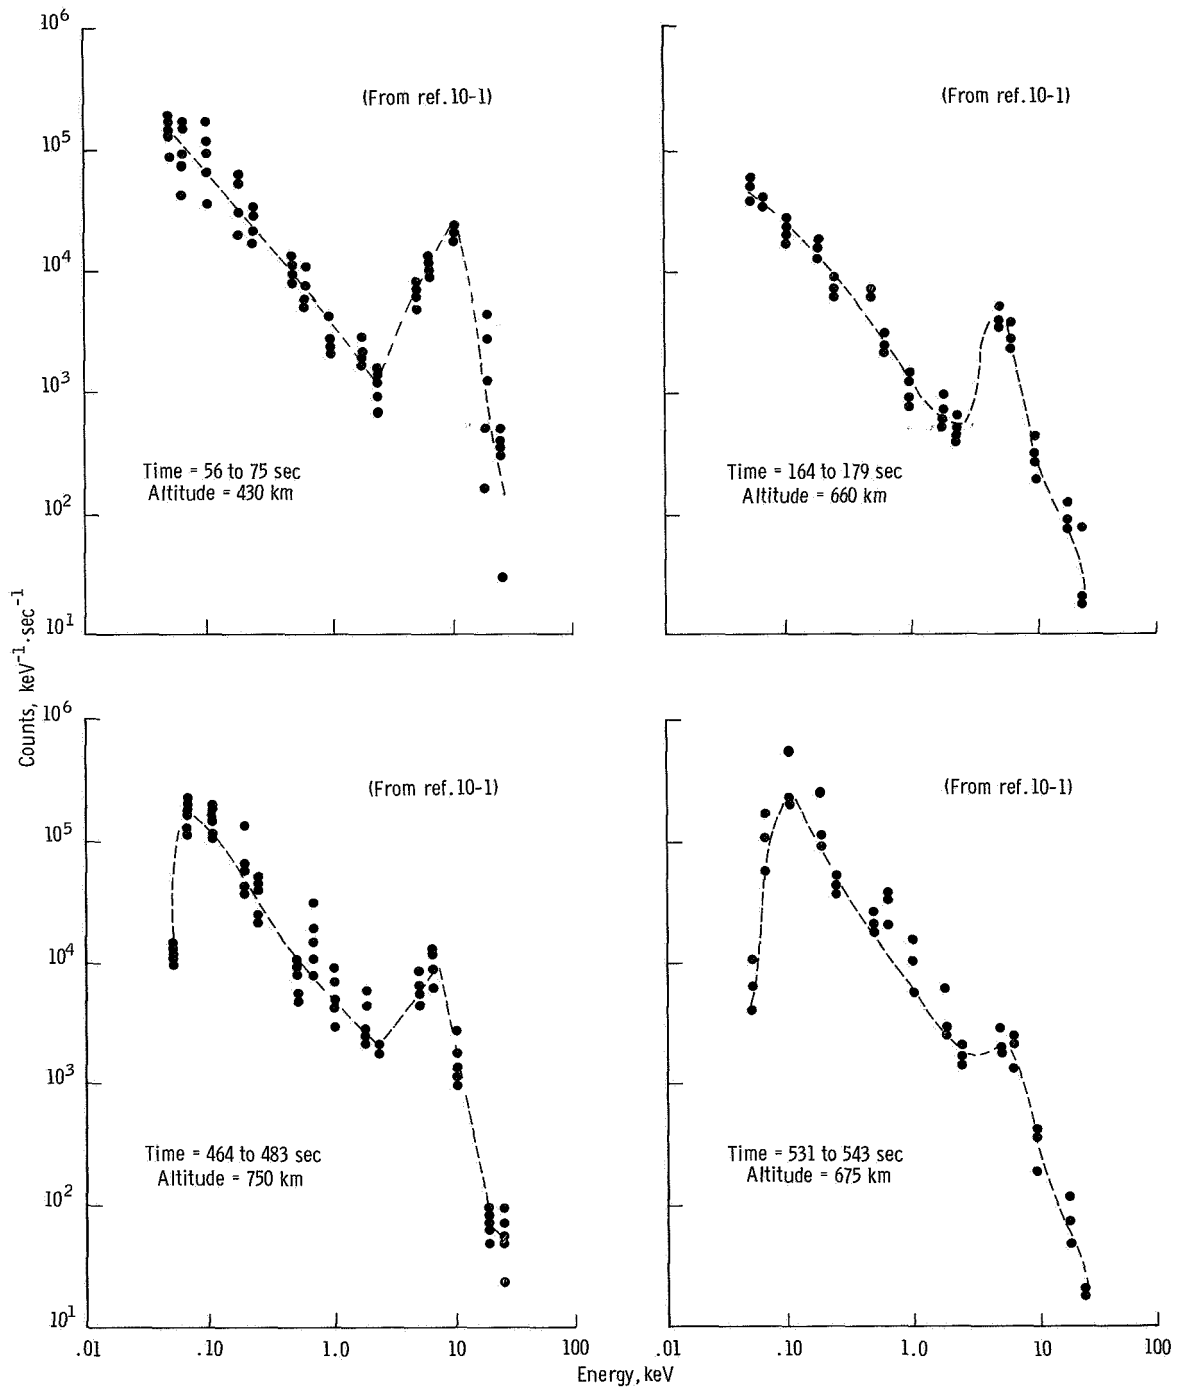 10^6
(From ref. 10-1)
(From ref. 10-1)
10^5
10^4
10^3
Time = 56 to 75 sec
Altitude = 430 km
Time = 164 to 179 sec
Altitude = 660 km
10^2
10^1
Counts, keV^-1·sec^-1
10^6
(From ref. 10-1)
(From ref. 10-1)
10^5
10^4
10^3
Time = 464 to 483 sec
Altitude = 750 km
Time = 531 to 543 sec
Altitude = 675 km
10^2
10^1
.01 .10 1.0 10 100
.01 .10 1.0 10 100
Energy, keV